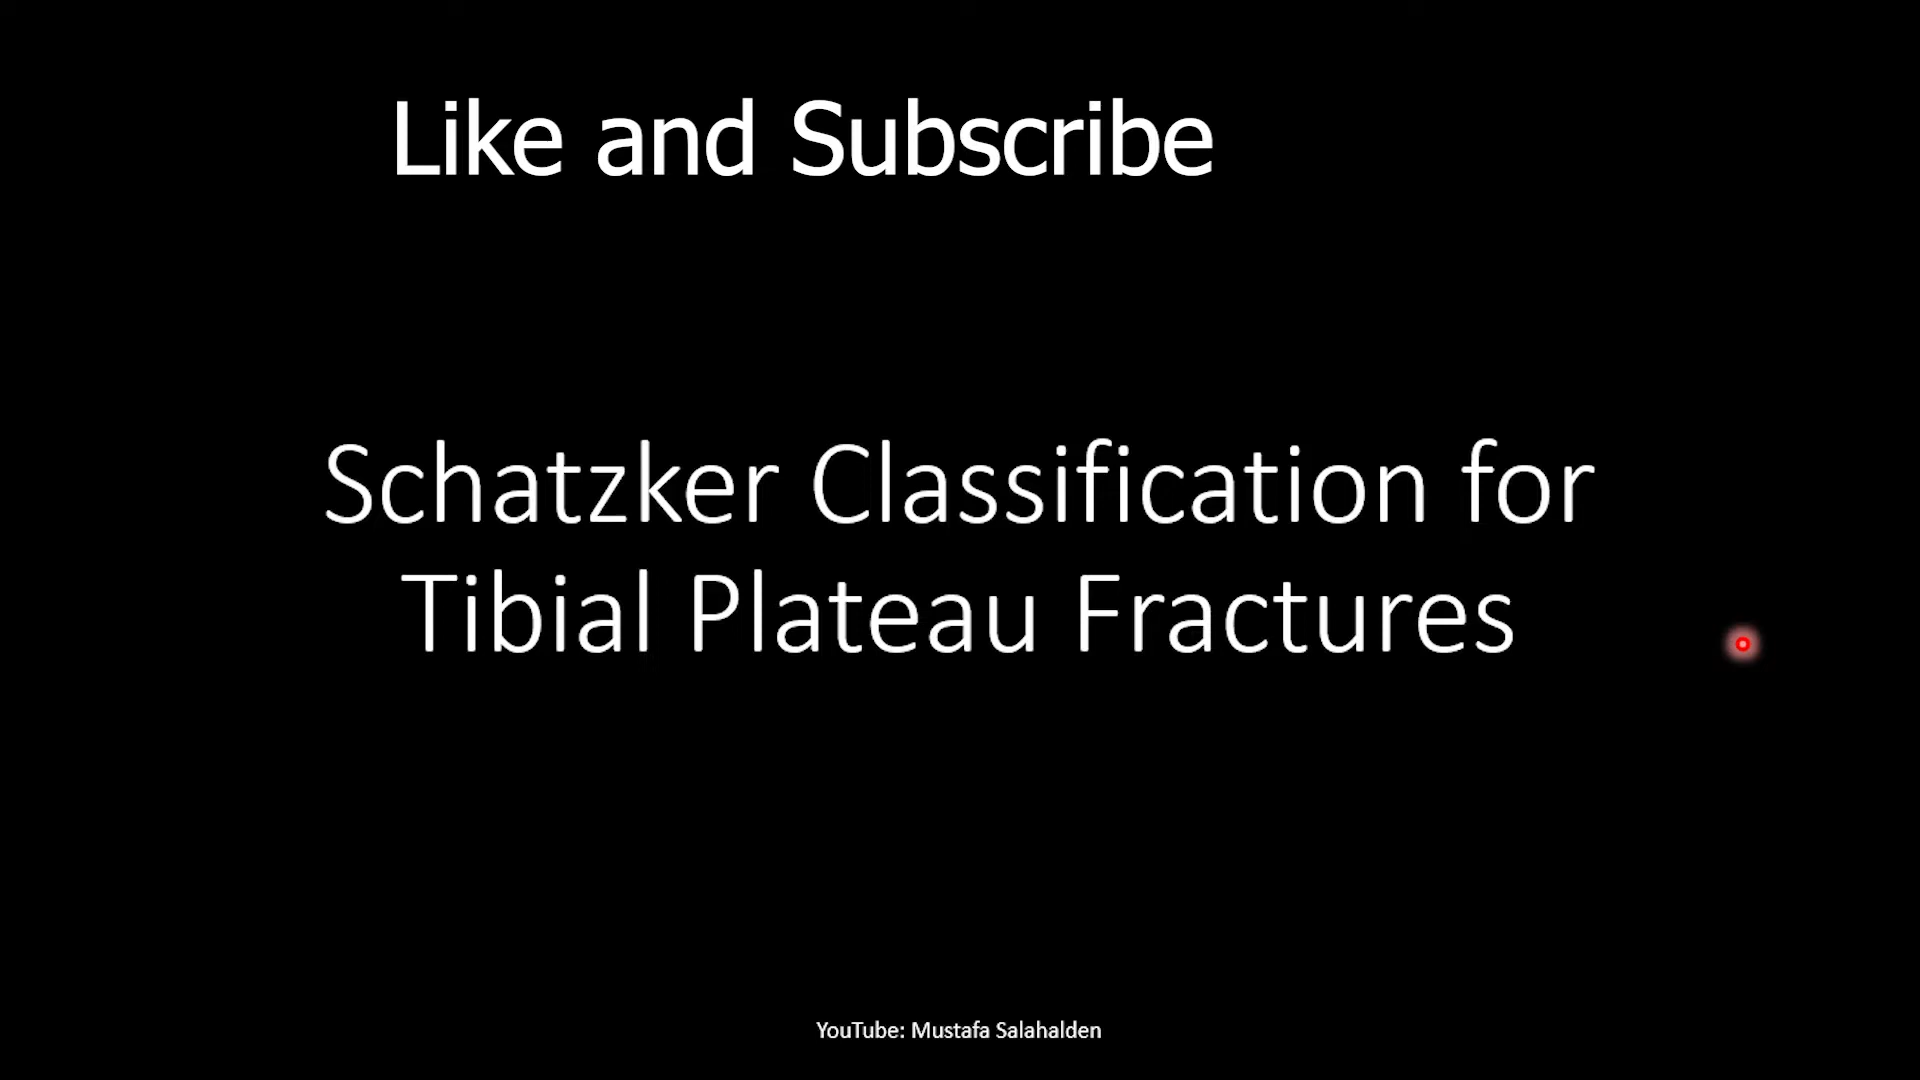 Like and Subscribe
Schatzker Classification for
Tibial Plateau Fractures
YouTube: Mustafa Salahalden